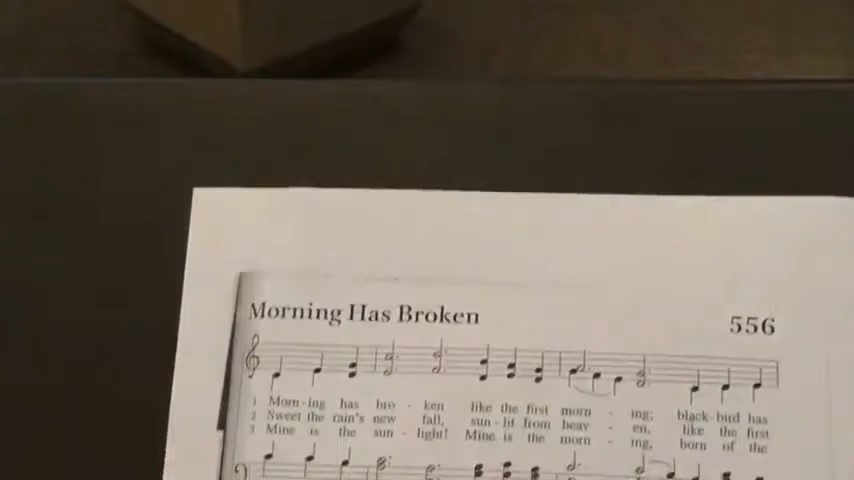 Morning Has Broken 556
1 Morn-ing has bro - ken like the first morn - ing; black-bird has
2 Sweet the rain's new fall, sun-lit from heav - en, like the first
3 Mine is the sun - light! Mine is the morn - ing, born of the